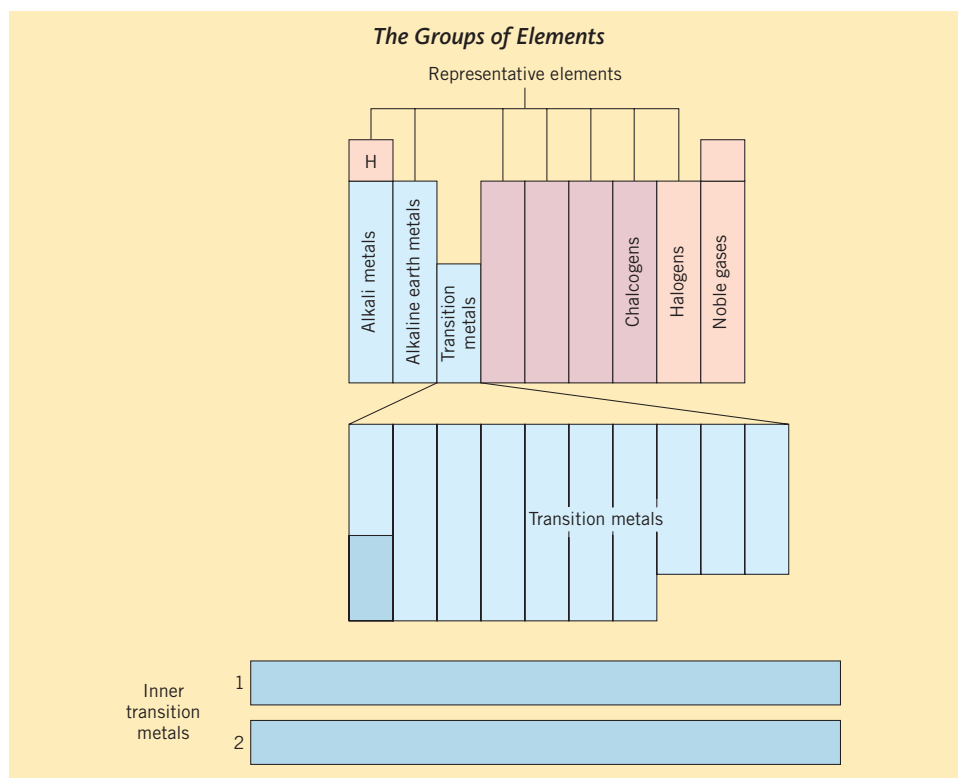 The Groups of Elements
Representative elements
H
Alkali metals
Alkaline earth metals
Transition
metals
Chalcogens
Halogens
Noble gases
Transition metals
Inner
transition
metals
1
2